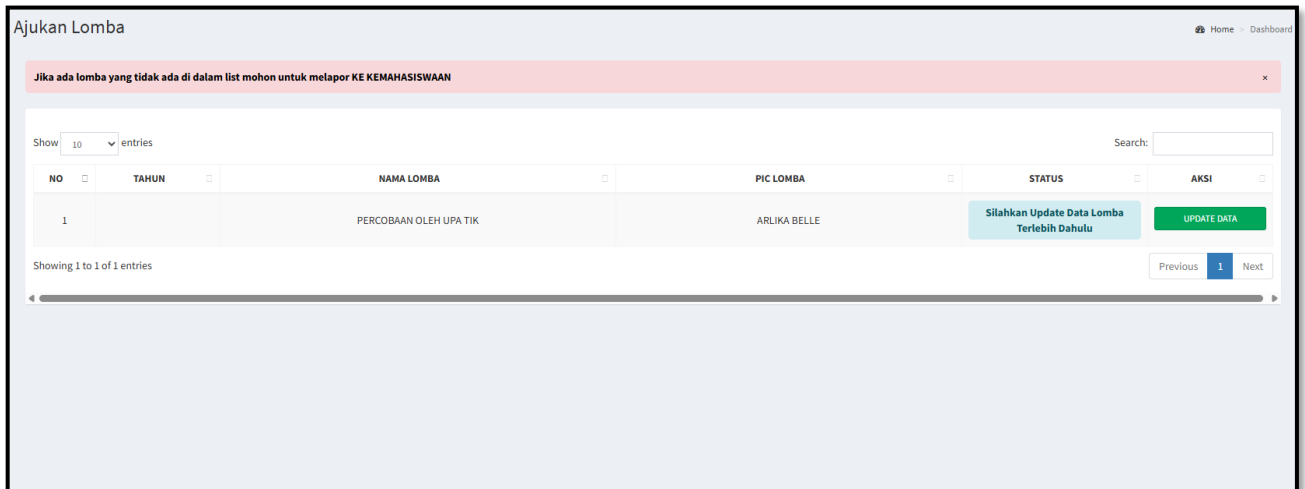 Ajukan Lomba
Home > Dashboard
Jika ada lomba yang tidak ada di dalam list mohon untuk melapor KE KEMAHASISWAAN ×
Show 10 entries Search:
NO TAHUN NAMA LOMBA PIC LOMBA STATUS AKSI
1 PERCOBAAN OLEH UPA TIK ARLIKA BELLE Silahkan Update Data Lomba UPDATE DATA
Terlebih Dahulu
Showing 1 to 1 of 1 entries Previous 1 Next